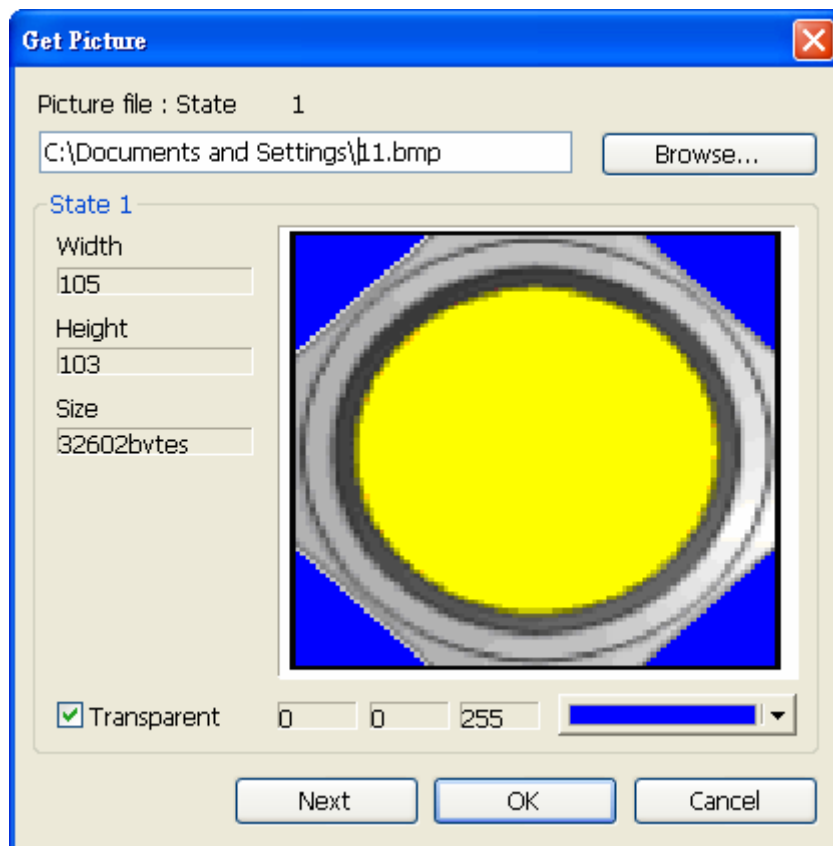 Get Picture
Picture file : State 1
C:\Documents and Settings\11.bmp
Browse...
State 1
Width
105
Height
103
Size
32602bytes
Transparent 0 0 255
Next OK Cancel